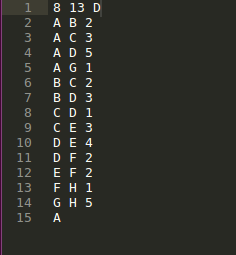 1 8 13 D
2 A B 2
3 A C 3
4 A D 5
5 A G 1
6 B C 2
7 B D 3
8 C D 1
9 C E 3
10 D E 4
11 D F 2
12 E F 2
13 F H 1
14 G H 5
15 A